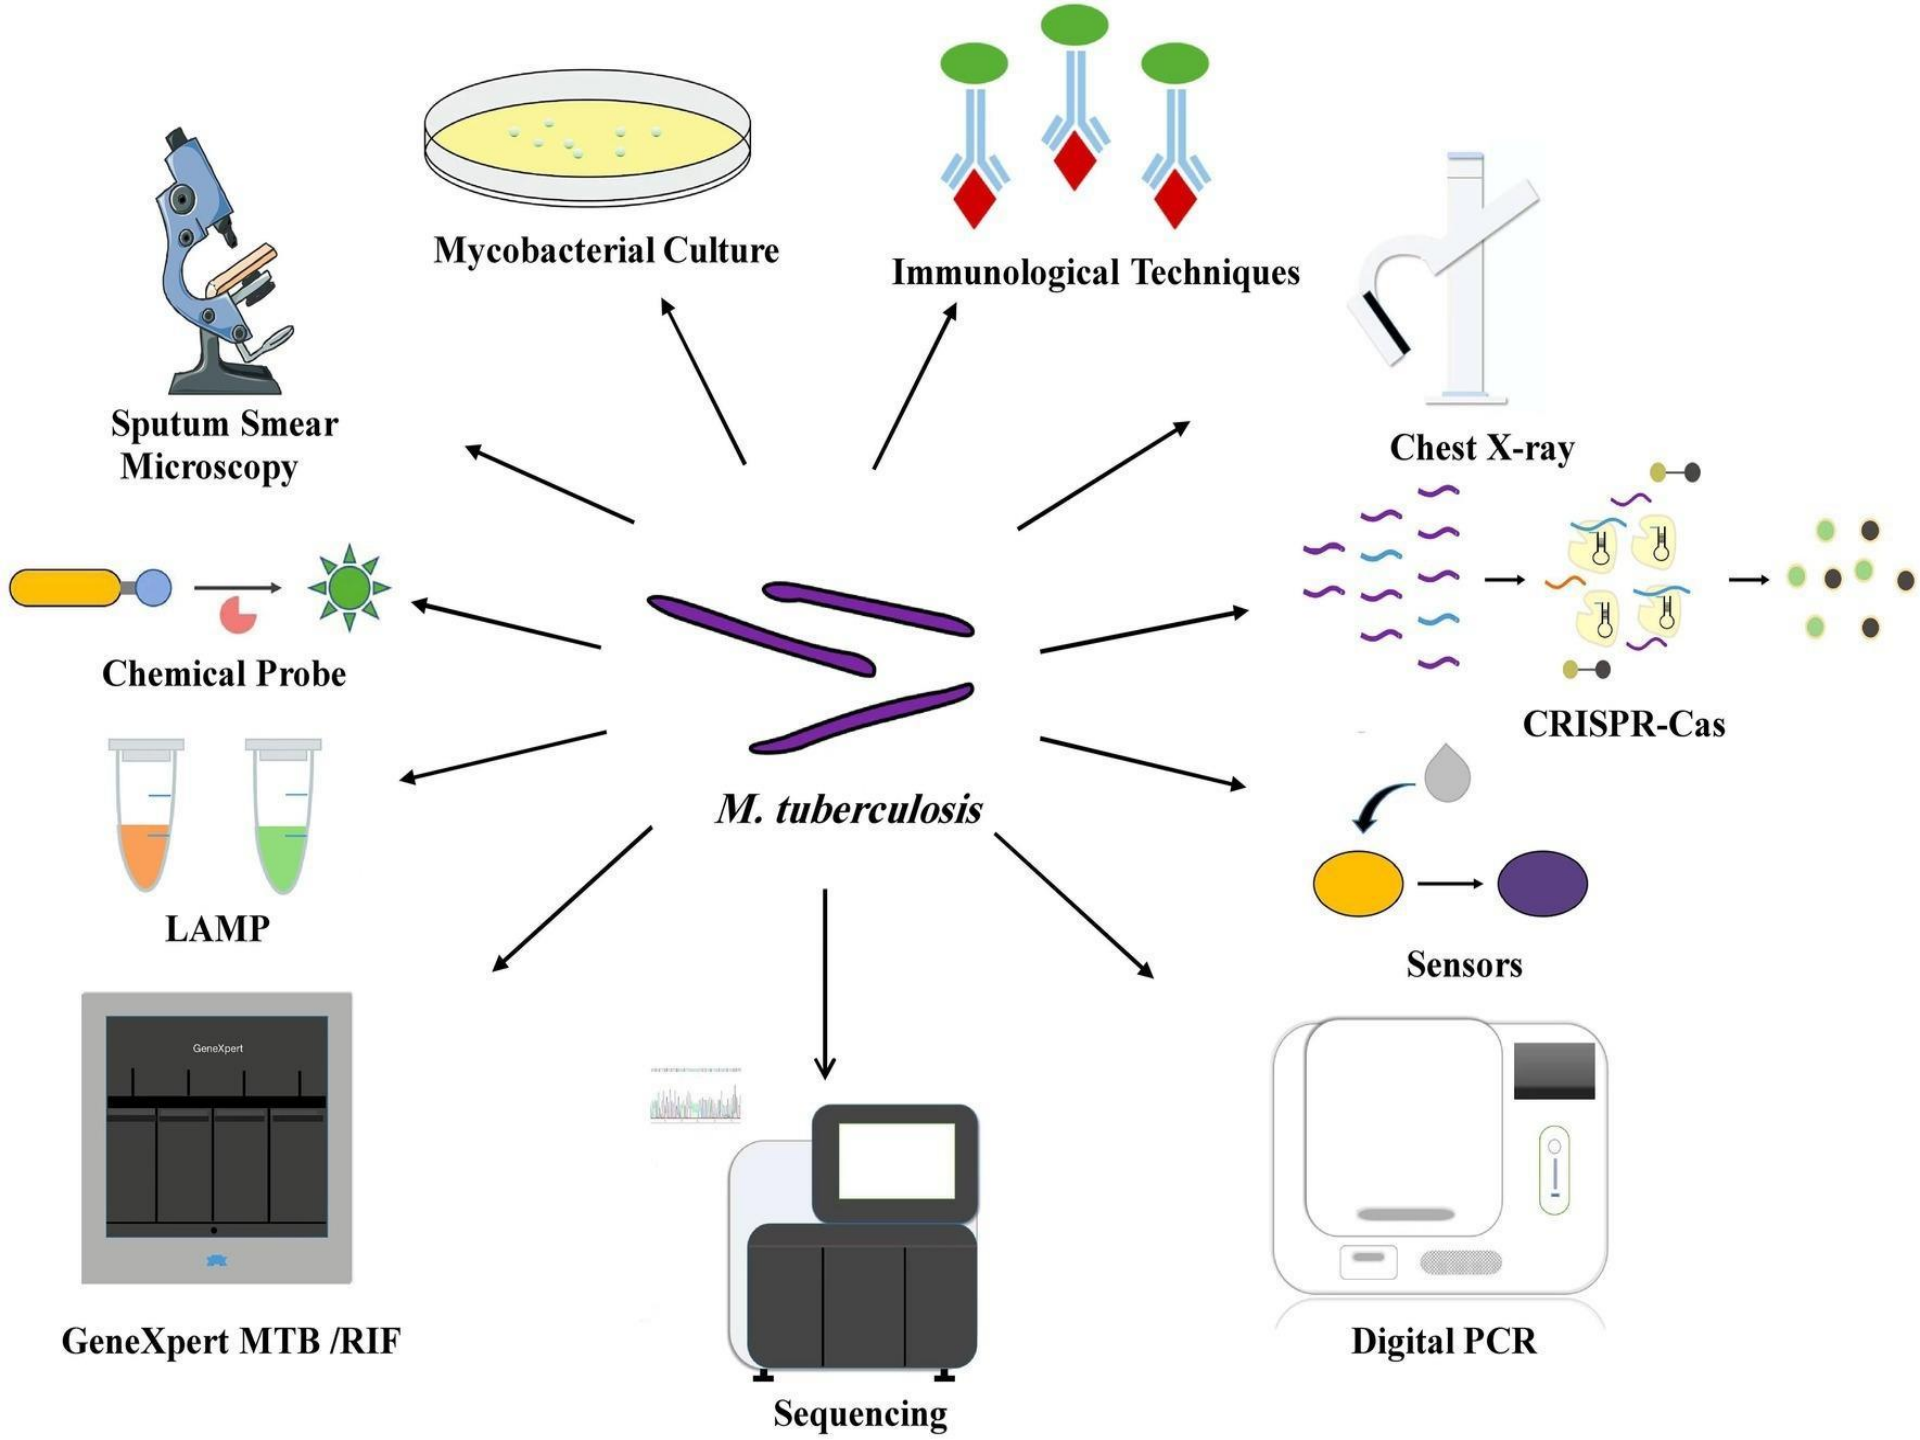 Mycobacterial Culture
Immunological Techniques
Sputum Smear
Microscopy
Chest X-ray
Chemical Probe
CRISPR-Cas
M. tuberculosis
LAMP
Sensors
GeneXpert
GeneXpert MTB /RIF
Digital PCR
Sequencing